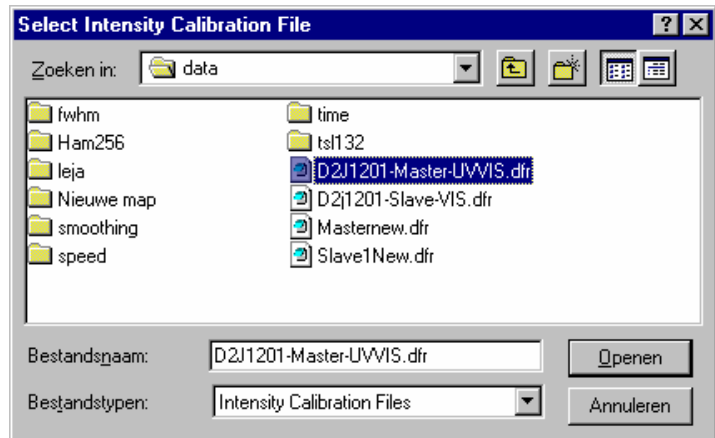 Select Intensity Calibration File
Zoeken in: data
fwhm
Ham256
leja
Nieuwe map
smoothing
speed
time
tsl132
D2J1201-Master-UVVIS.dfr
D2j1201-Slave-VIS.dfr
Masternew.dfr
Slave1New.dfr
Bestandsnaam: D2J1201-Master-UVVIS.dfr
Openen
Bestandstypen: Intensity Calibration Files
Annuleren